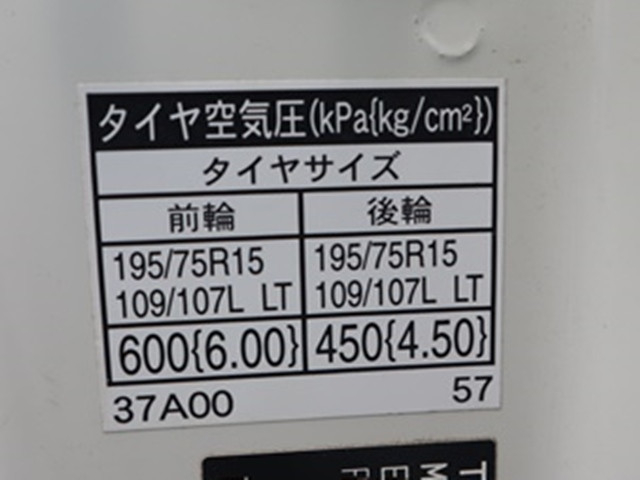 タイヤ空気圧(kPa{kg/cm²})
タイヤサイズ
前輪 後輪
195/75R15 195/75R15
109/107L LT 109/107L LT
600{6.00} 450{4.50}
37A00 57